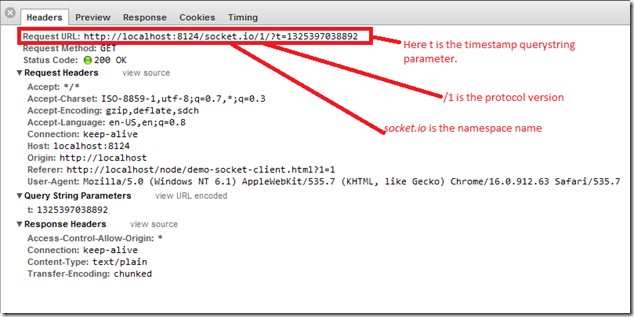 Headers Preview Response Cookies Timing
Request URL: http://localhost:8124/socket.io/1/?t=1325397038892
Request Method: GET
Status Code: 200 OK
Here t is the timestamp querystring
parameter.
/1 is the protocol version
socket.io is the namespace name
▼Request Headers view source
Accept: */*
Accept-Charset: ISO-8859-1,utf-8;q=0.7,*;q=0.3
Accept-Encoding: gzip,deflate,sdch
Accept-Language: en-US,en;q=0.8
Connection: keep-alive
Host: localhost:8124
Origin: http://localhost
Referer: http://localhost/node/demo-socket-client.html?1=1
User-Agent: Mozilla/5.0 (Windows NT 6.1) AppleWebKit/535.7 (KHTML, like Gecko) Chrome/16.0.912.63 Safari/535.7
▼Query String Parameters view URL encoded
t: 1325397038892
▼Response Headers view source
Access-Control-Allow-Origin: *
Connection: keep-alive
Content-Type: text/plain
Transfer-Encoding: chunked